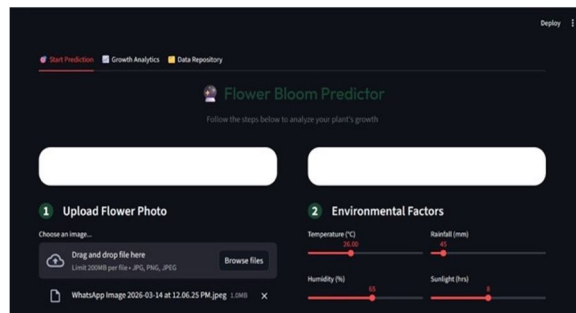 Deploy
Start Prediction Growth Analytics Data Repository
Flower Bloom Predictor
Follow the steps below to analyze your plant's growth
1 Upload Flower Photo
Choose an image...
Drag and drop file here
Limit 200MB per file • JPG, PNG, JPEG
Browse files
WhatsApp Image 2026-03-14 at 12.06.25 PM.jpeg 1.0MB X
2 Environmental Factors
Temperature (°C)
26.00
Rainfall (mm)
45
Humidity (%)
65
Sunlight (hrs)
8